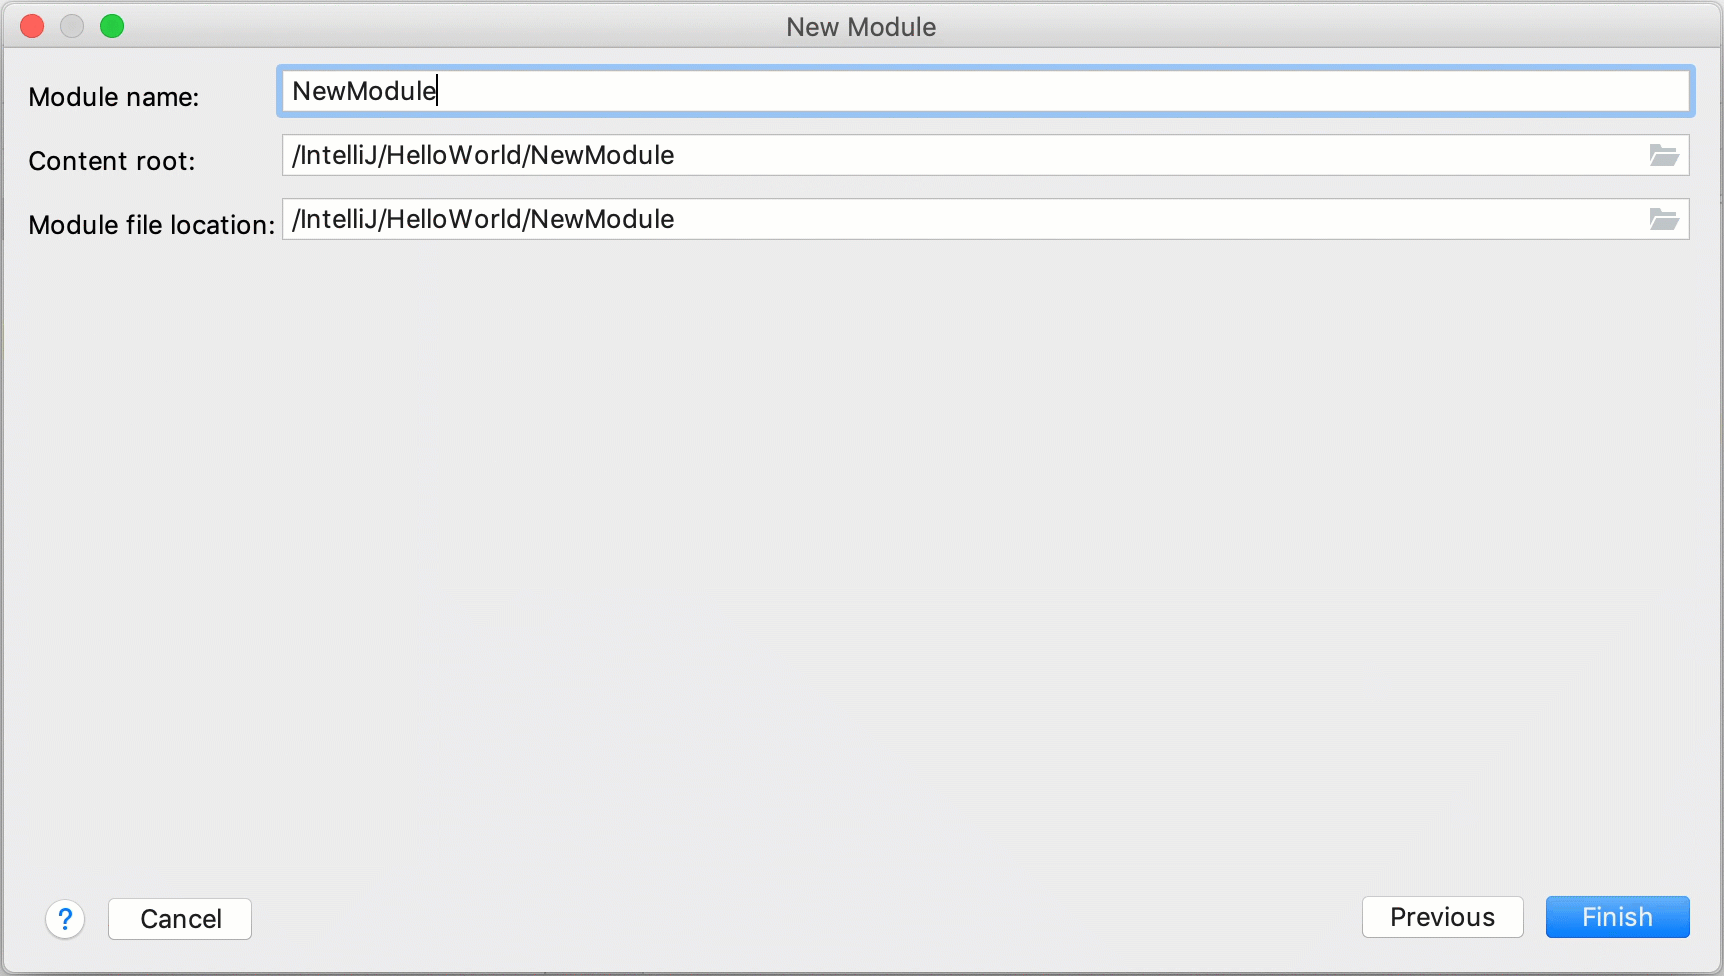 New Module
Module name: NewModule
Content root: /IntelliJ/HelloWorld/NewModule
Module file location: /IntelliJ/HelloWorld/NewModule
? Cancel Previous Finish